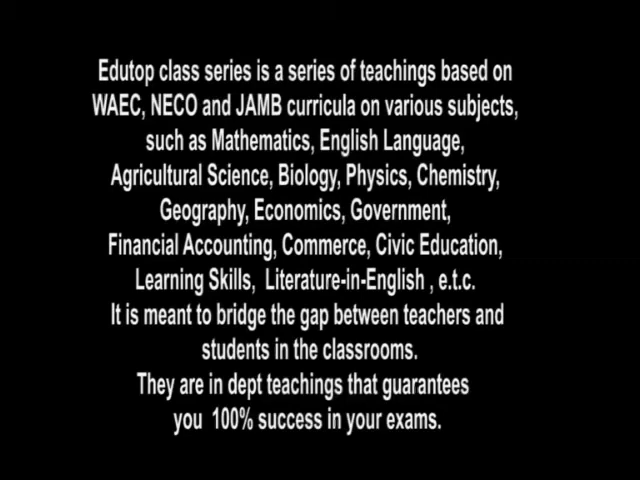 Edutop class series is a series of teachings based on
WAEC, NECO and JAMB curricula on various subjects,
such as Mathematics, English Language,
Agricultural Science, Biology, Physics, Chemistry,
Geography, Economics, Government,
Financial Accounting, Commerce, Civic Education,
Learning Skills,  Literature-in-English , e.t.c.
It is meant to bridge the gap between teachers and
students in the classrooms.
They are in dept teachings that guarantees
you  100% success in your exams.